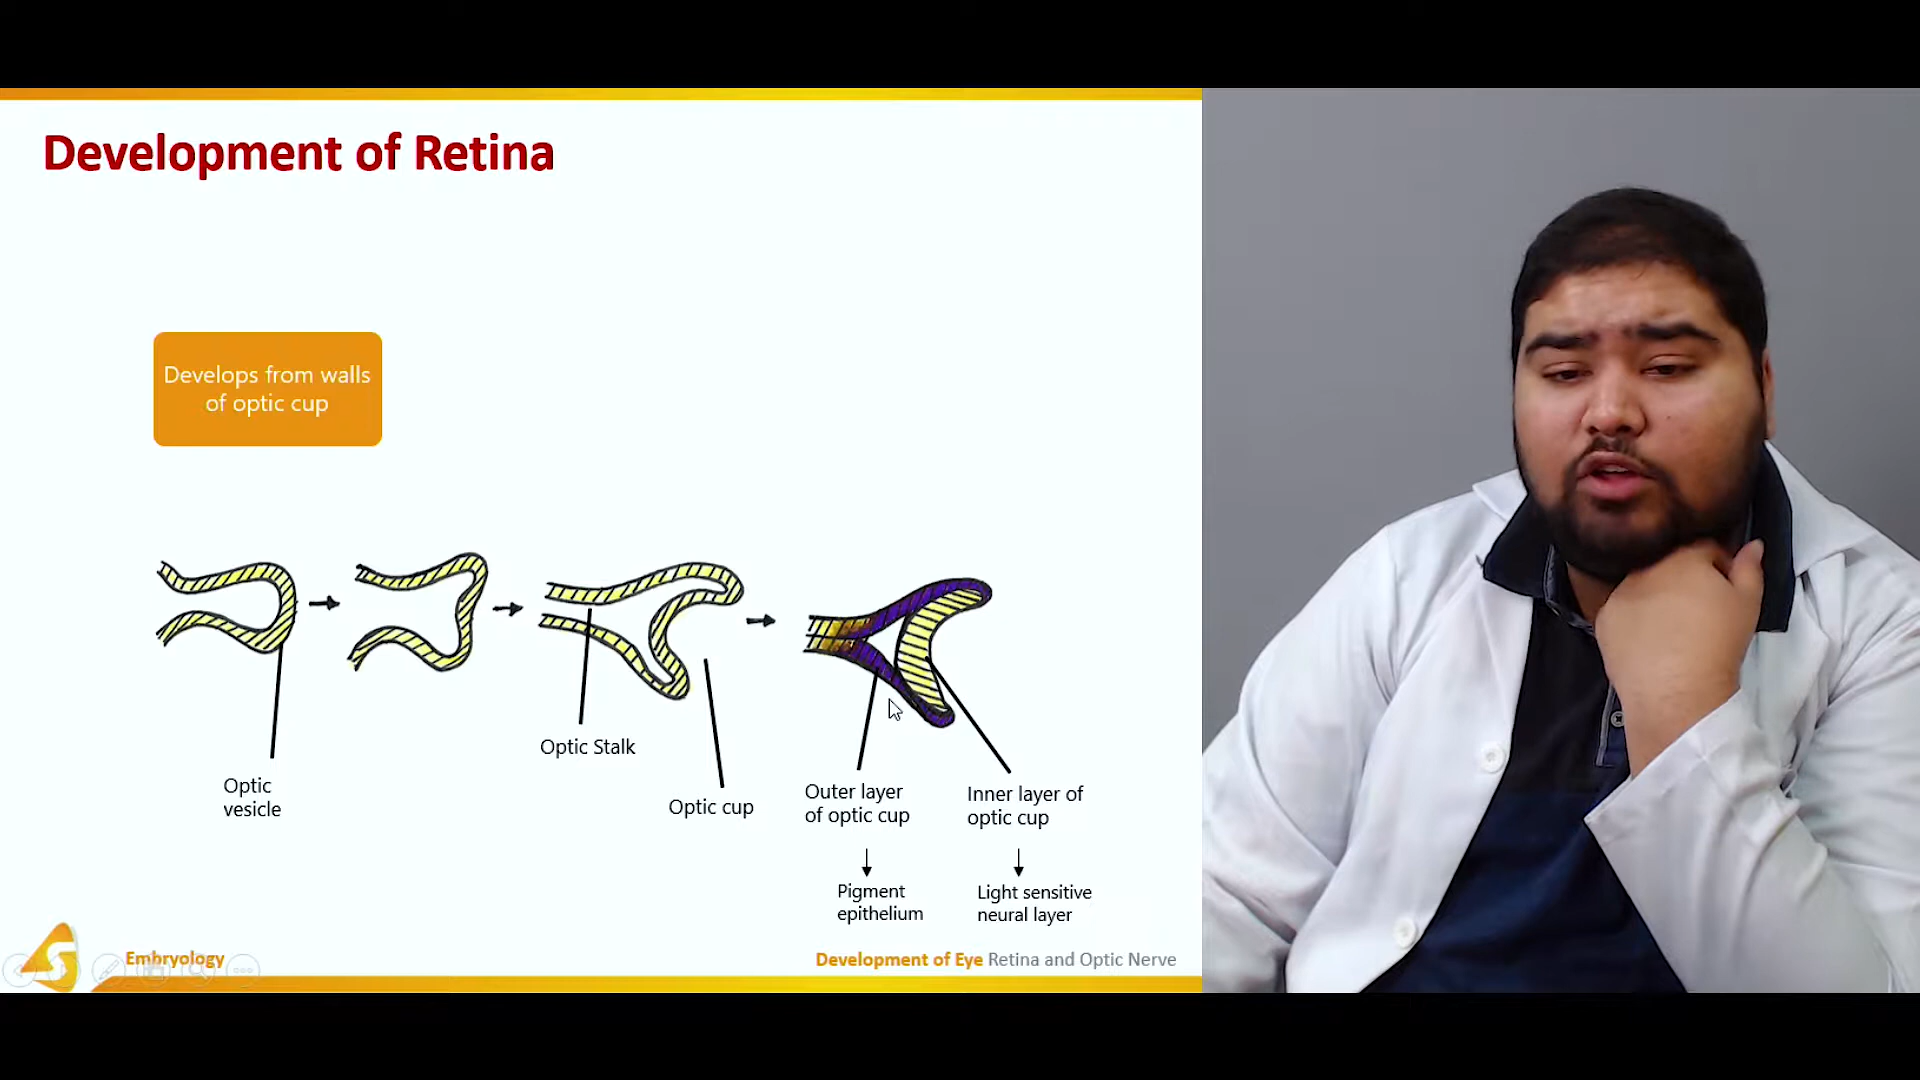 Development of Retina
Develops from walls
of optic cup
Optic
vesicle
Optic Stalk
Optic cup
Outer layer
of optic cup
Pigment
epithelium
Inner layer of
optic cup
Light sensitive
neural layer
S
Embryology
Development of Eye Retina and Optic Nerve